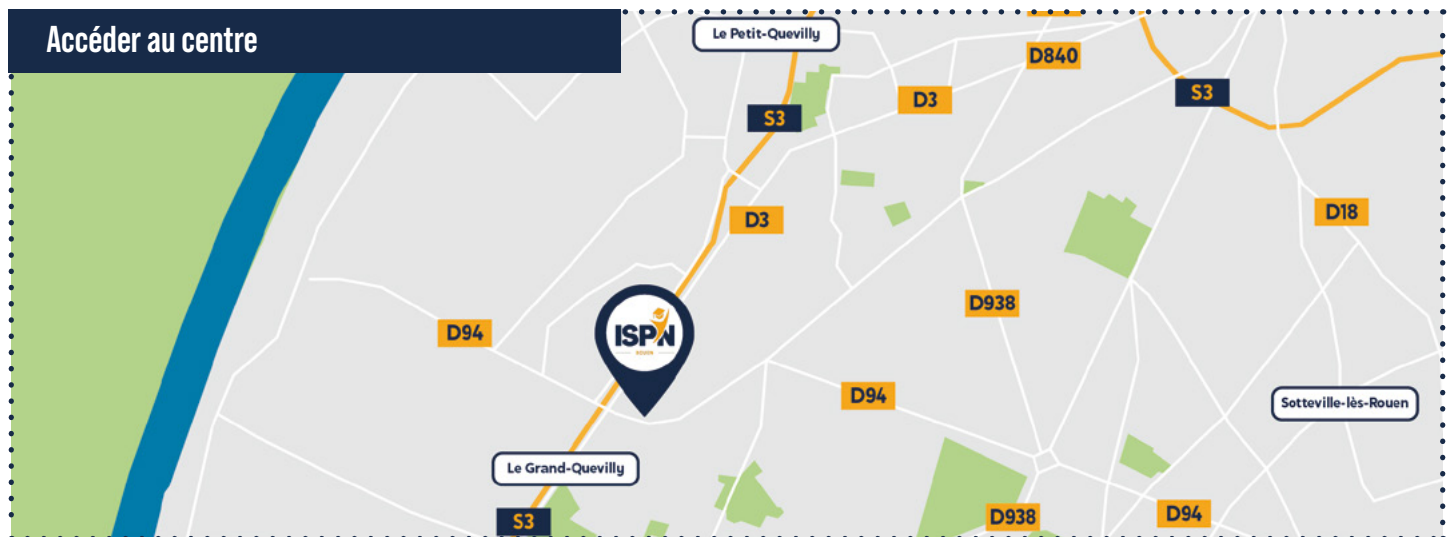 Accéder au centre
Le Petit-Quevilly
D840
S3
D3
S3
D3
D18
D938
ISPN
ROUEN
D94
D94
Sotteville-lès-Rouen
Le Grand-Quevilly
S3
D938
D94